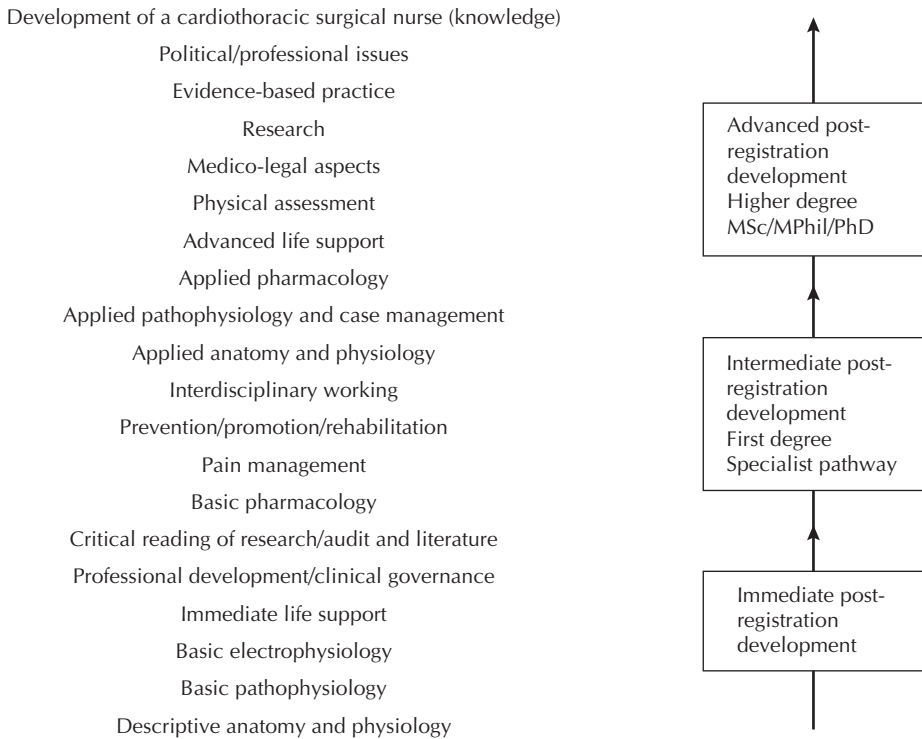 Development of a cardiothoracic surgical nurse (knowledge)
Political/professional issues
Evidence-based practice
Research
Medico-legal aspects
Physical assessment
Advanced life support
Applied pharmacology
Applied pathophysiology and case management
Applied anatomy and physiology
Interdisciplinary working
Prevention/promotion/rehabilitation
Pain management
Basic pharmacology
Critical reading of research/audit and literature
Professional development/clinical governance
Immediate life support
Basic electrophysiology
Basic pathophysiology
Descriptive anatomy and physiology
Advanced post-
registration
development
Higher degree
MSc/MPhil/PhD
Intermediate post-
registration
development
First degree
Specialist pathway
Immediate post-
registration
development